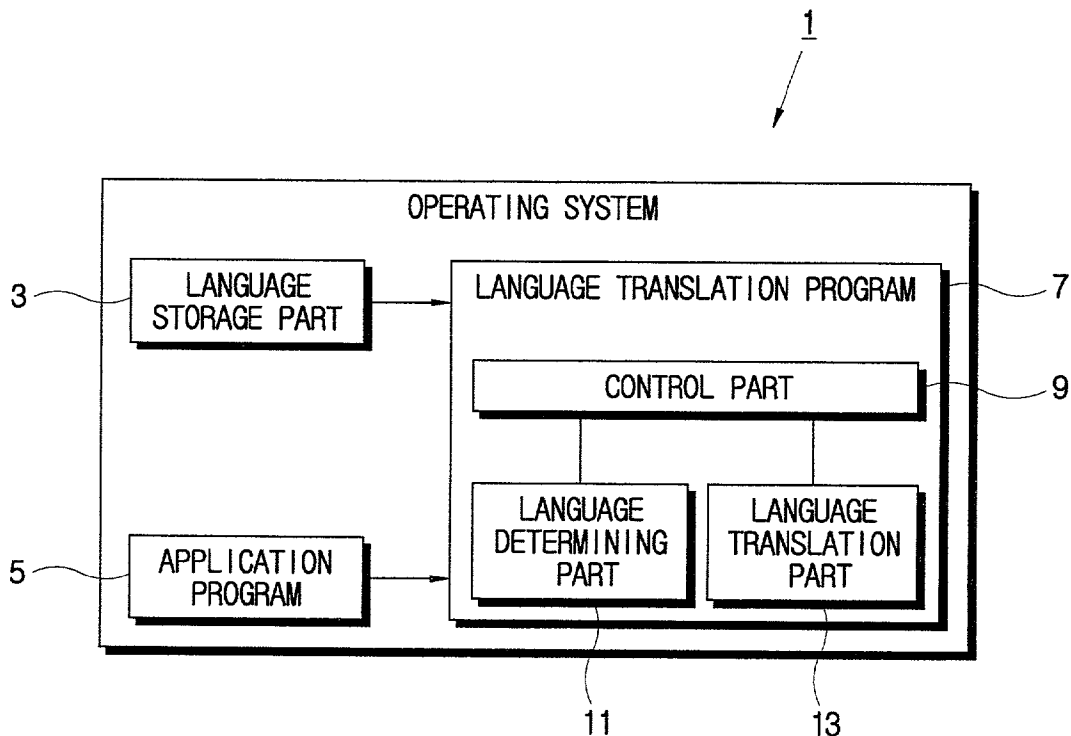 1
OPERATING SYSTEM
3
LANGUAGE
STORAGE PART
LANGUAGE TRANSLATION PROGRAM
7
CONTROL PART
9
5
APPLICATION
PROGRAM
LANGUAGE
DETERMINING
PART
LANGUAGE
TRANSLATION
PART
11
13